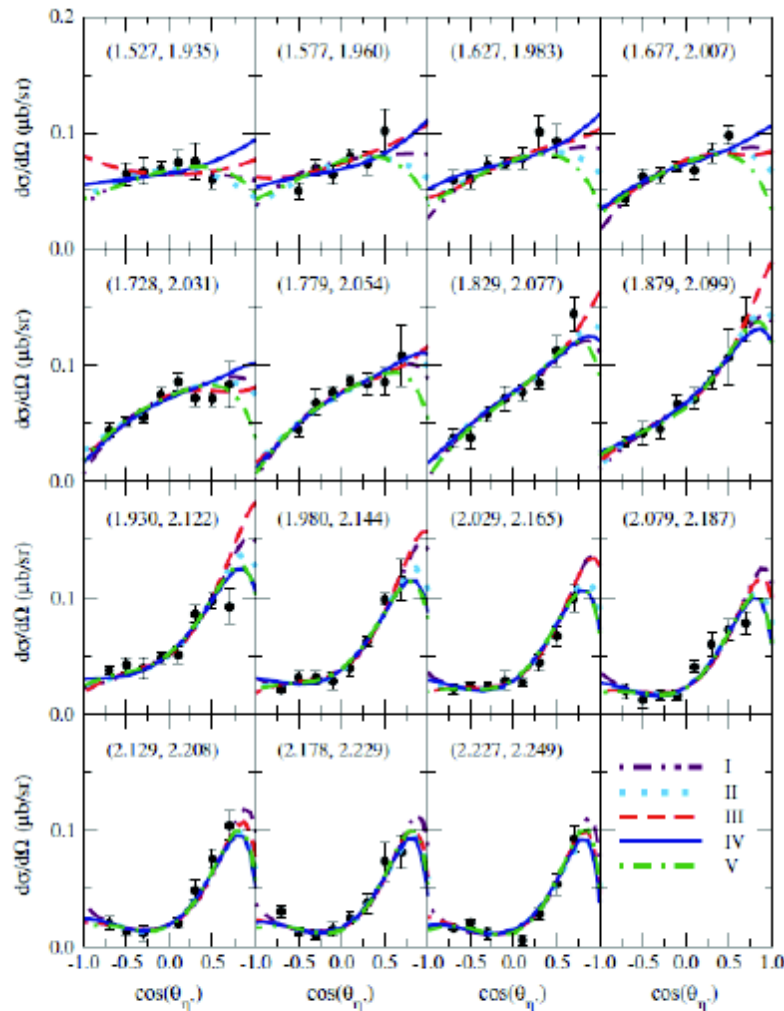 0.2
(1.527, 1.935) (1.577, 1.960) (1.627, 1.983) (1.677, 2.007)
dσ/dΩ (μb/sr)
0.1
0.0
(1.728, 2.031) (1.779, 2.054) (1.829, 2.077) (1.879, 2.099)
dσ/dΩ (μb/sr)
0.1
0.0
(1.930, 2.122) (1.980, 2.144) (2.029, 2.165) (2.079, 2.187)
dσ/dΩ (μb/sr)
0.1
0.0
(2.129, 2.208) (2.178, 2.229) (2.227, 2.249)
I
II
III
IV
V
dσ/dΩ (μb/sr)
0.1
0.0
-1.0 -0.5 0.0 0.5 -1.0 -0.5 0.0 0.5 -1.0 -0.5 0.0 0.5 -1.0 -0.5 0.0 0.5 1.0
cos(θη') cos(θη') cos(θη') cos(θη')